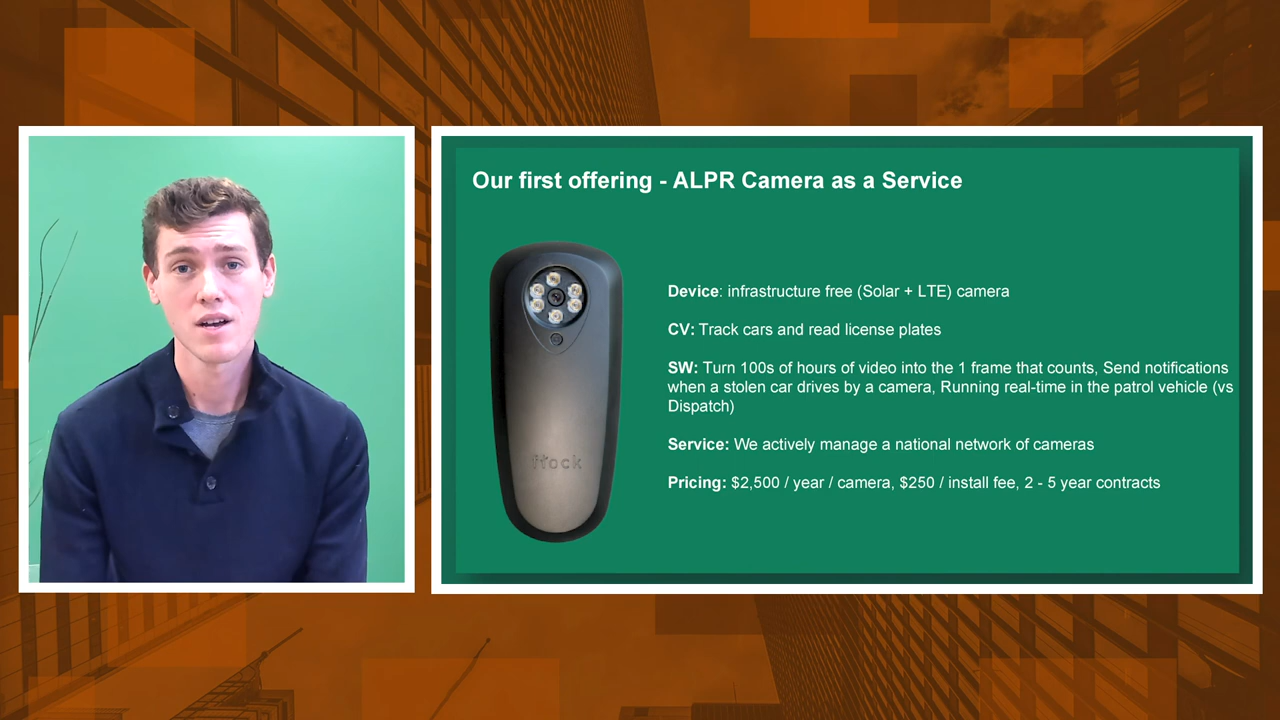 Our first offering - ALPR Camera as a Service
Device: infrastructure free (Solar + LTE) camera
CV: Track cars and read license plates
SW: Turn 100s of hours of video into the 1 frame that counts, Send notifications
when a stolen car drives by a camera, Running real-time in the patrol vehicle (vs
Dispatch)
flock
Service: We actively manage a national network of cameras
Pricing: $2,500 / year / camera, $250 / install fee, 2 - 5 year contracts